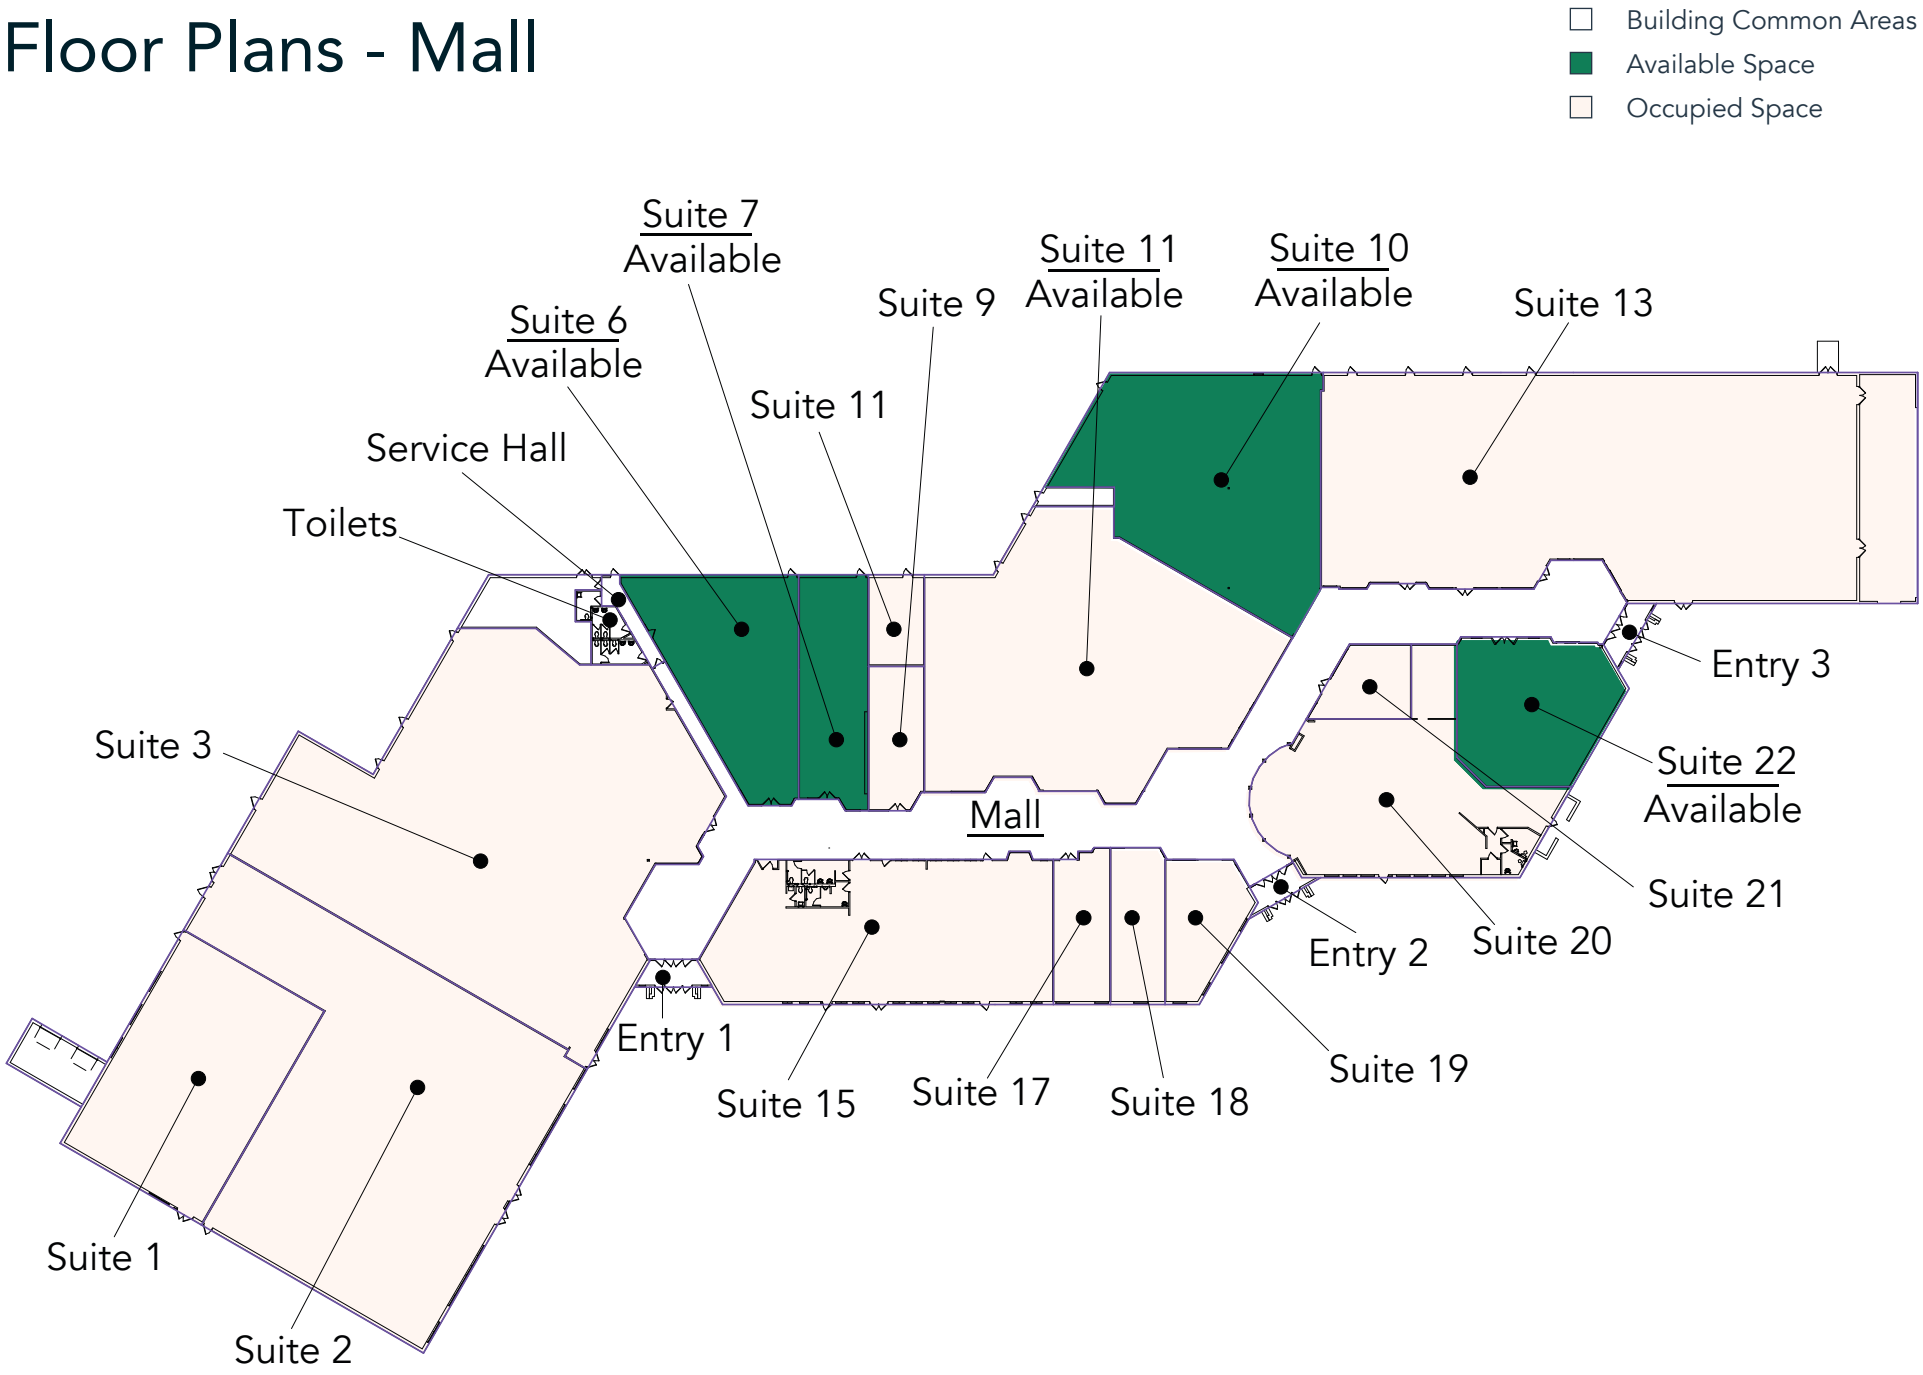 Floor Plans - Mall
Building Common Areas
Available Space
Occupied Space
Suite 7
Available
Suite 11
Available
Suite 10
Available
Suite 9
Suite 13
Suite 6
Available
Suite 11
Service Hall
Toilets
Entry 3
Suite 3
Suite 22
Available
Mall
Suite 21
Suite 20
Entry 2
Entry 1
Suite 19
Suite 15
Suite 17
Suite 18
Suite 1
Suite 2